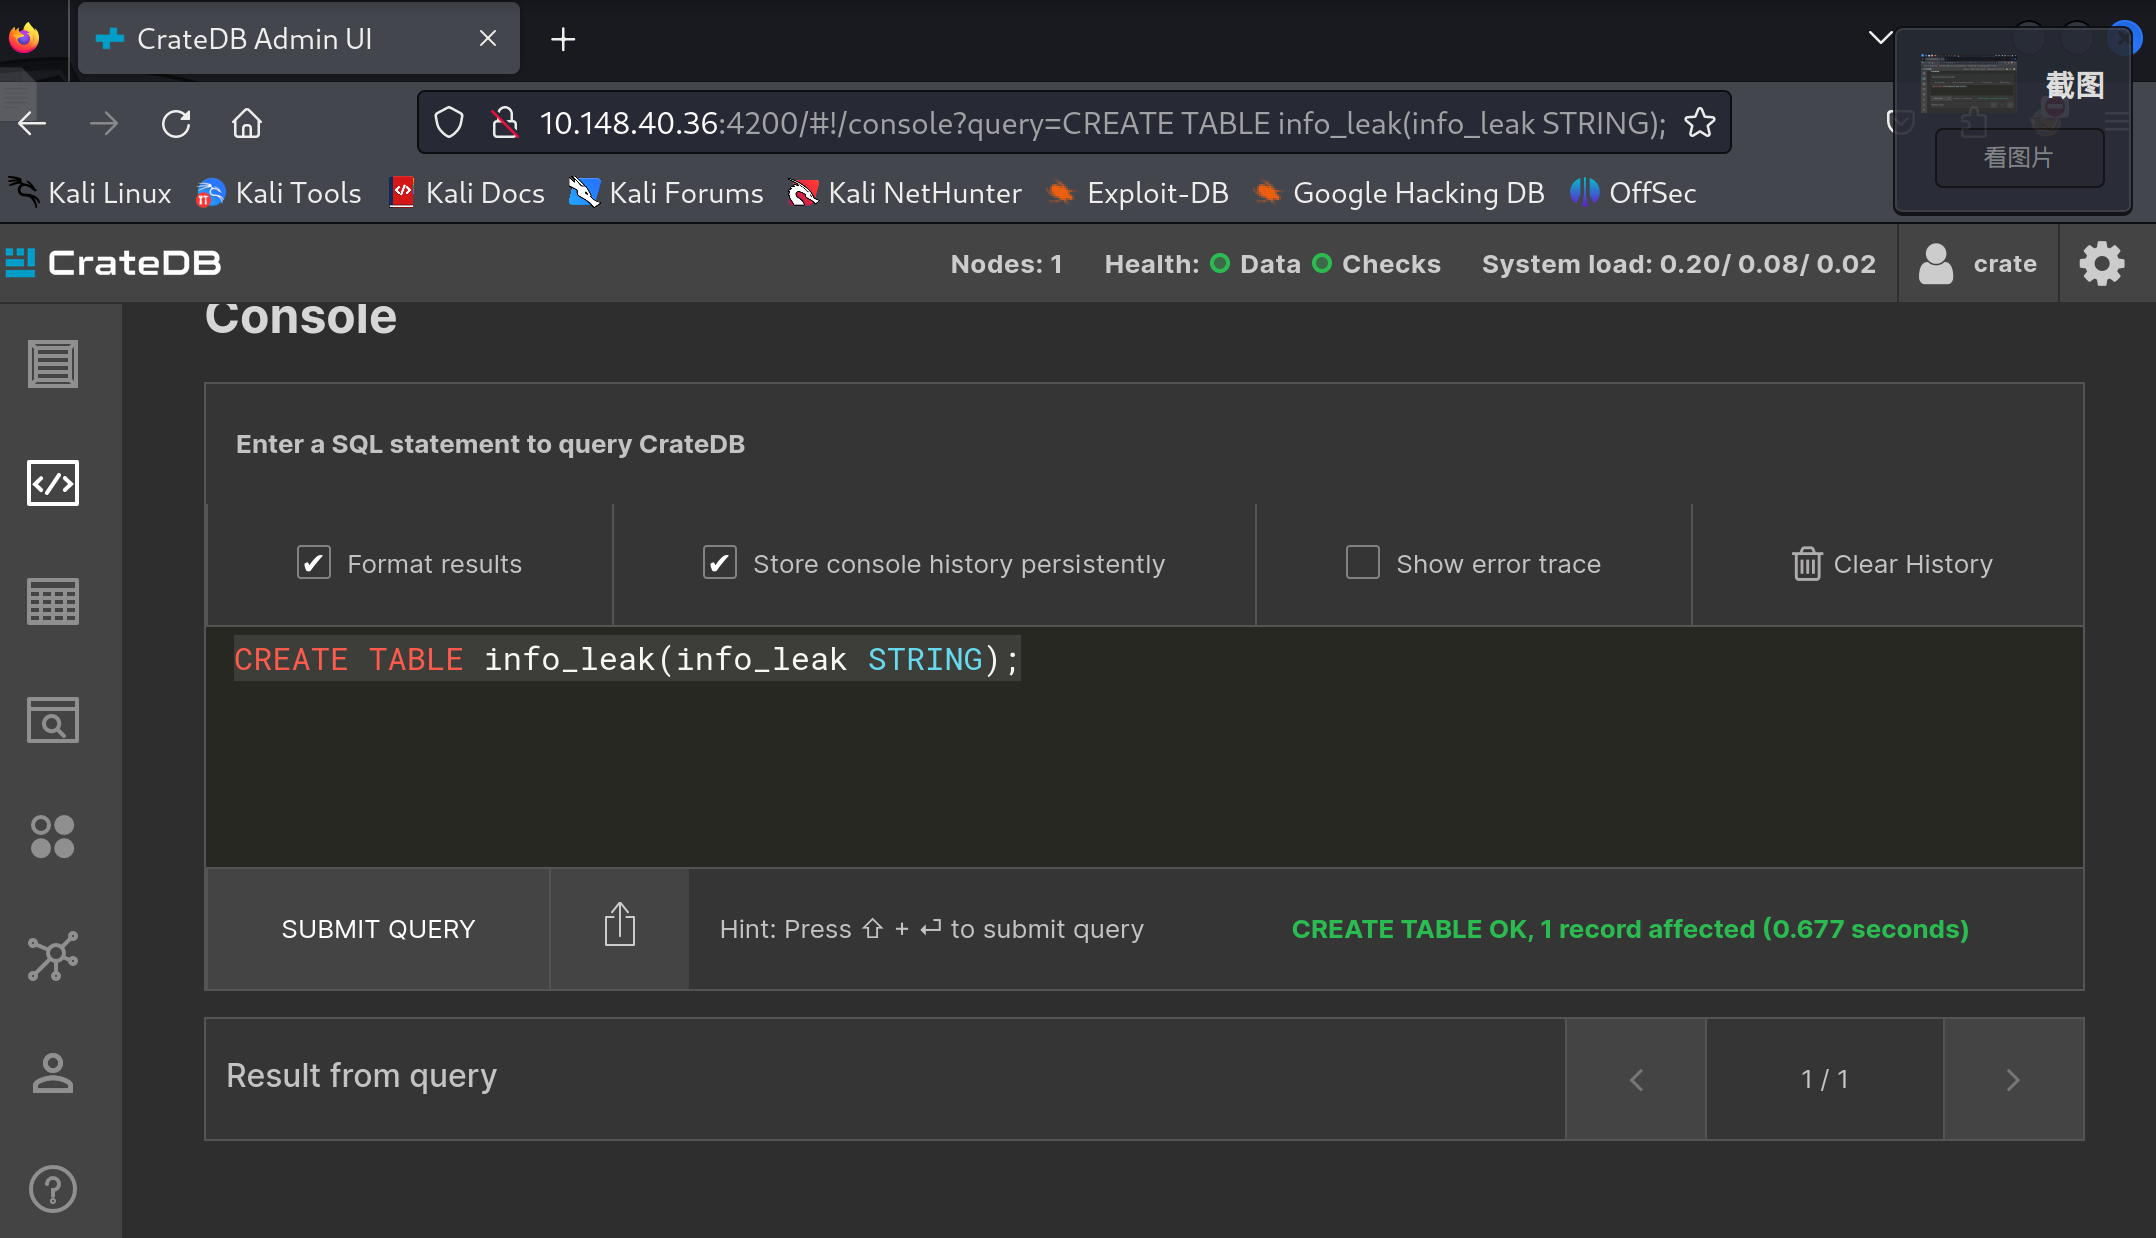 CrateDB Admin UI
截图
10.148.40.36:4200/#!/console?query=CREATE TABLE info_leak(info_leak STRING);
看图片
Kali Linux Kali Tools Kali Docs Kali Forums Kali NetHunter Exploit-DB Google Hacking DB OffSec
CrateDB Nodes: 1 Health: Data Checks System load: 0.20/ 0.08/ 0.02 crate
Console
Enter a SQL statement to query CrateDB
Format results Store console history persistently Show error trace Clear History
CREATE TABLE info_leak(info_leak STRING);
SUBMIT QUERY Hint: Press ⇧ + ⏎ to submit query CREATE TABLE OK, 1 record affected (0.677 seconds)
Result from query 1 / 1